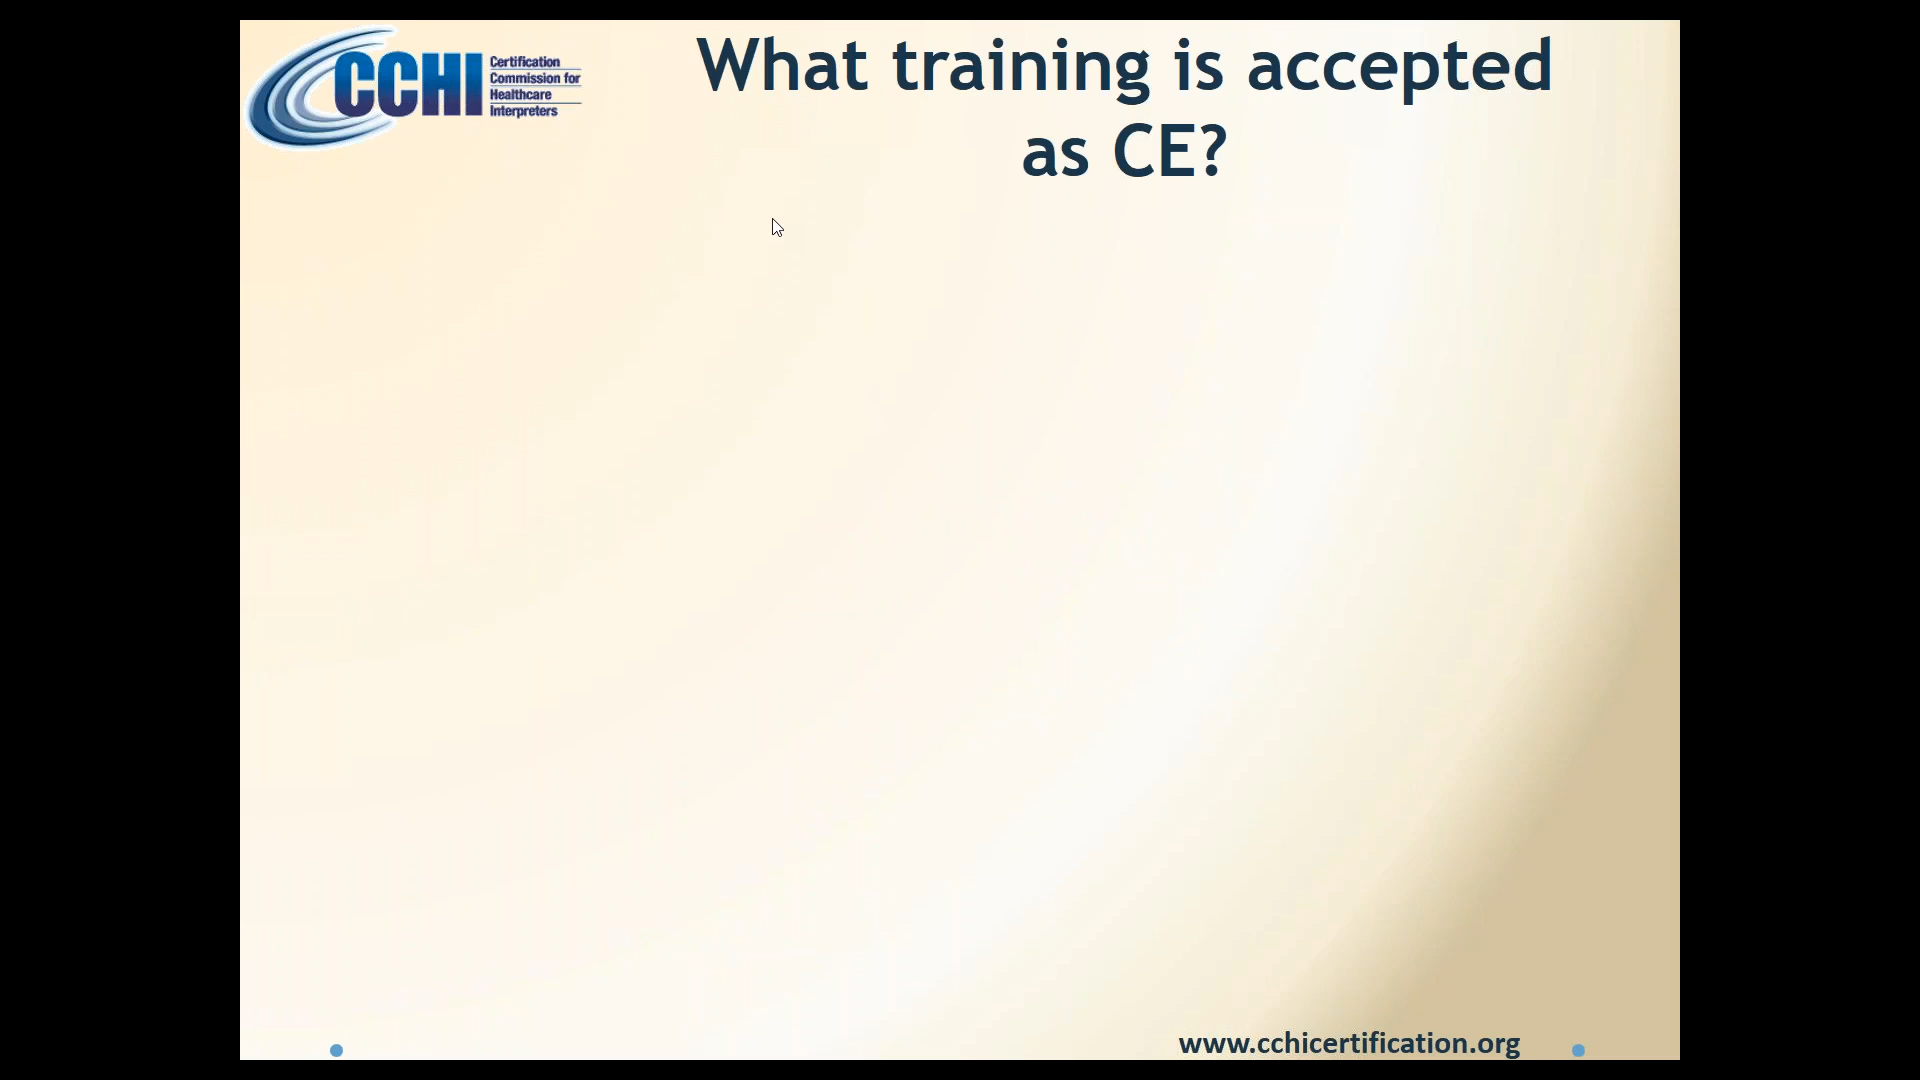 CCHI
Certification
Commission for
Healthcare
Interpreters
What training is accepted
as CE?
www.cchicertification.org